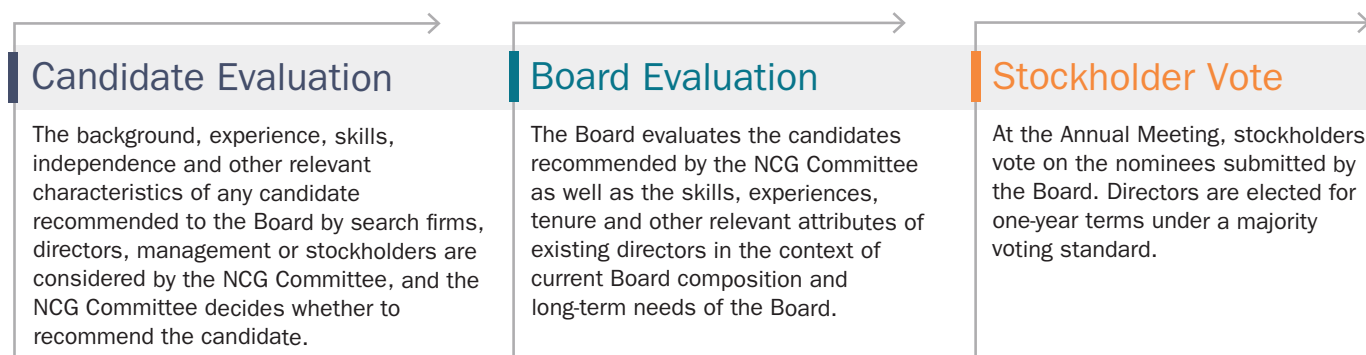 Candidate Evaluation
The background, experience, skills,
independence and other relevant
characteristics of any candidate
recommended to the Board by search firms,
directors, management or stockholders are
considered by the NCG Committee, and the
NCG Committee decides whether to
recommend the candidate.
Board Evaluation
The Board evaluates the candidates
recommended by the NCG Committee
as well as the skills, experiences,
tenure and other relevant attributes of
existing directors in the context of
current Board composition and
long-term needs of the Board.
Stockholder Vote
At the Annual Meeting, stockholders
vote on the nominees submitted by
the Board. Directors are elected for
one-year terms under a majority
voting standard.